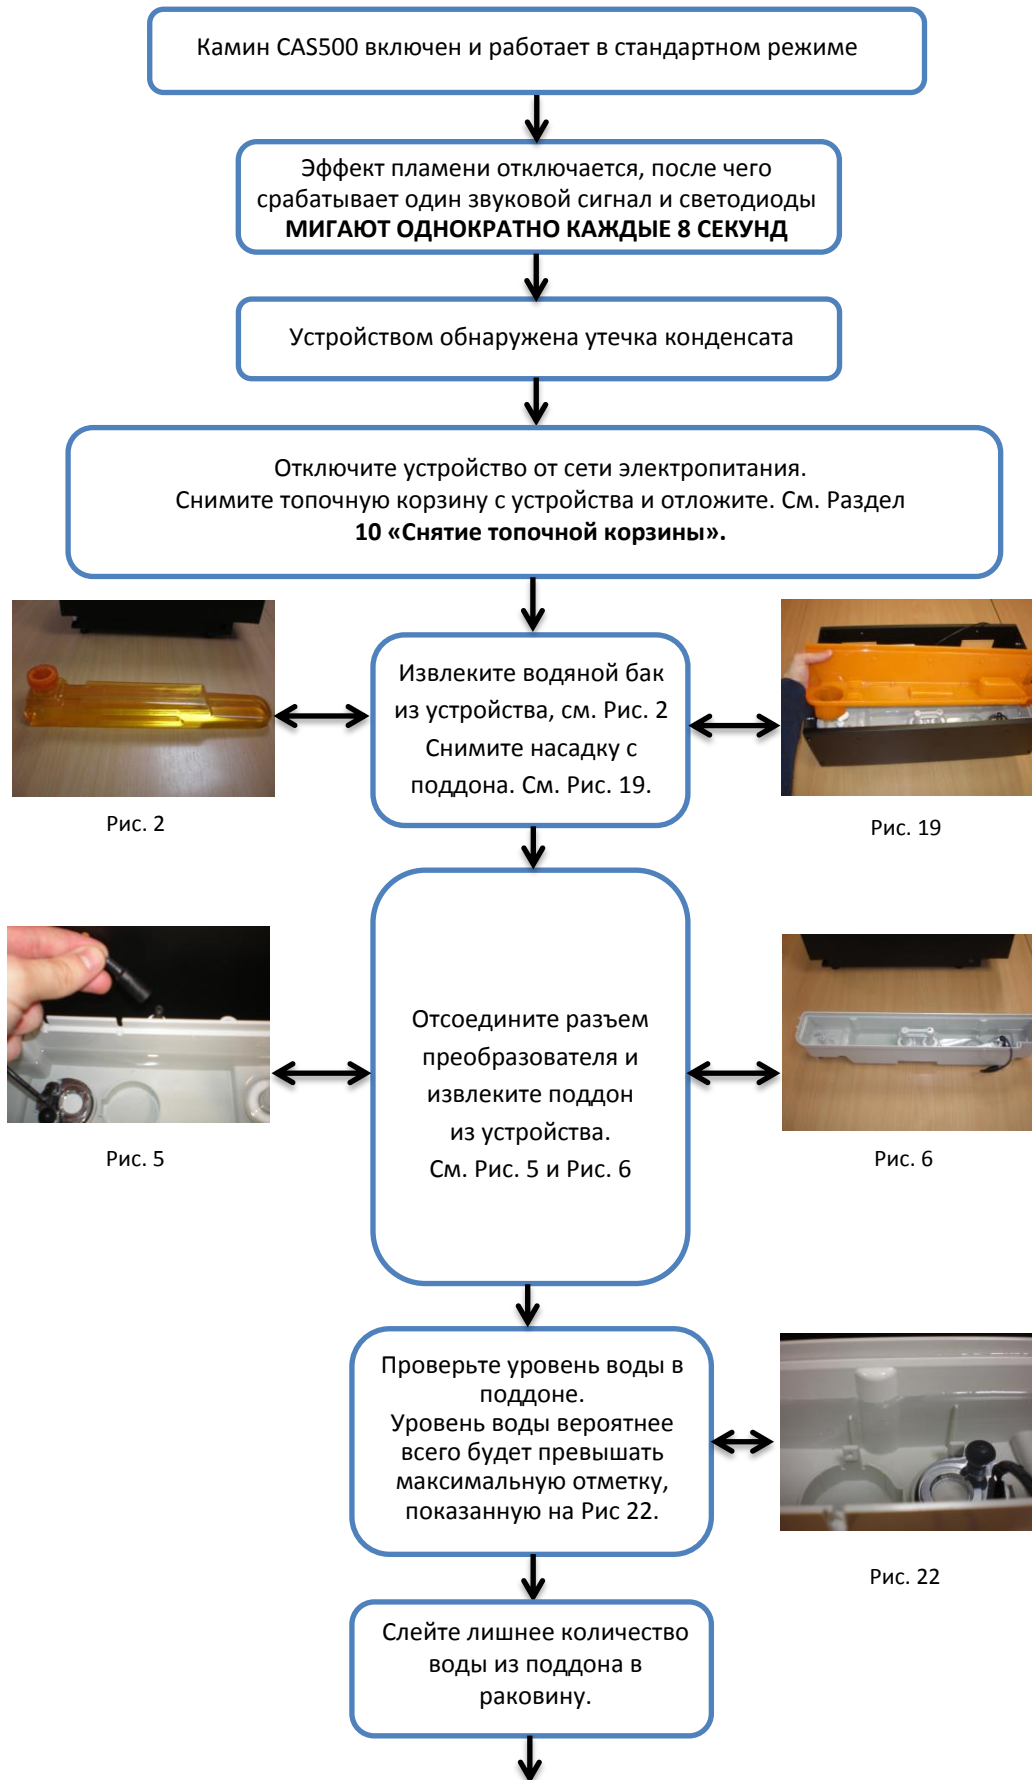 Камин CAS500 включен и работает в стандартном режиме
Эффект пламени отключается, после чего
срабатывает один звуковой сигнал и светодиоды
МИГАЮТ ОДНОКРАТНО КАЖДЫЕ 8 СЕКУНД
Устройством обнаружена утечка конденсата
Отключите устройство от сети электропитания.
Снимите топочную корзину с устройства и отложите. См. Раздел
10 «Снятие топочной корзины».
Извлеките водяной бак
из устройства, см. Рис. 2
Снимите насадку с
поддона. См. Рис. 19.
Рис. 2
Рис. 19
Отсоедините разъем
преобразователя и
извлеките поддон
из устройства.
См. Рис. 5 и Рис. 6
Рис. 5
Рис. 6
Проверьте уровень воды в
поддоне.
Уровень воды вероятнее
всего будет превышать
максимальную отметку,
показанную на Рис 22.
Рис. 22
Слейте лишнее количество
воды из поддона в
раковину.